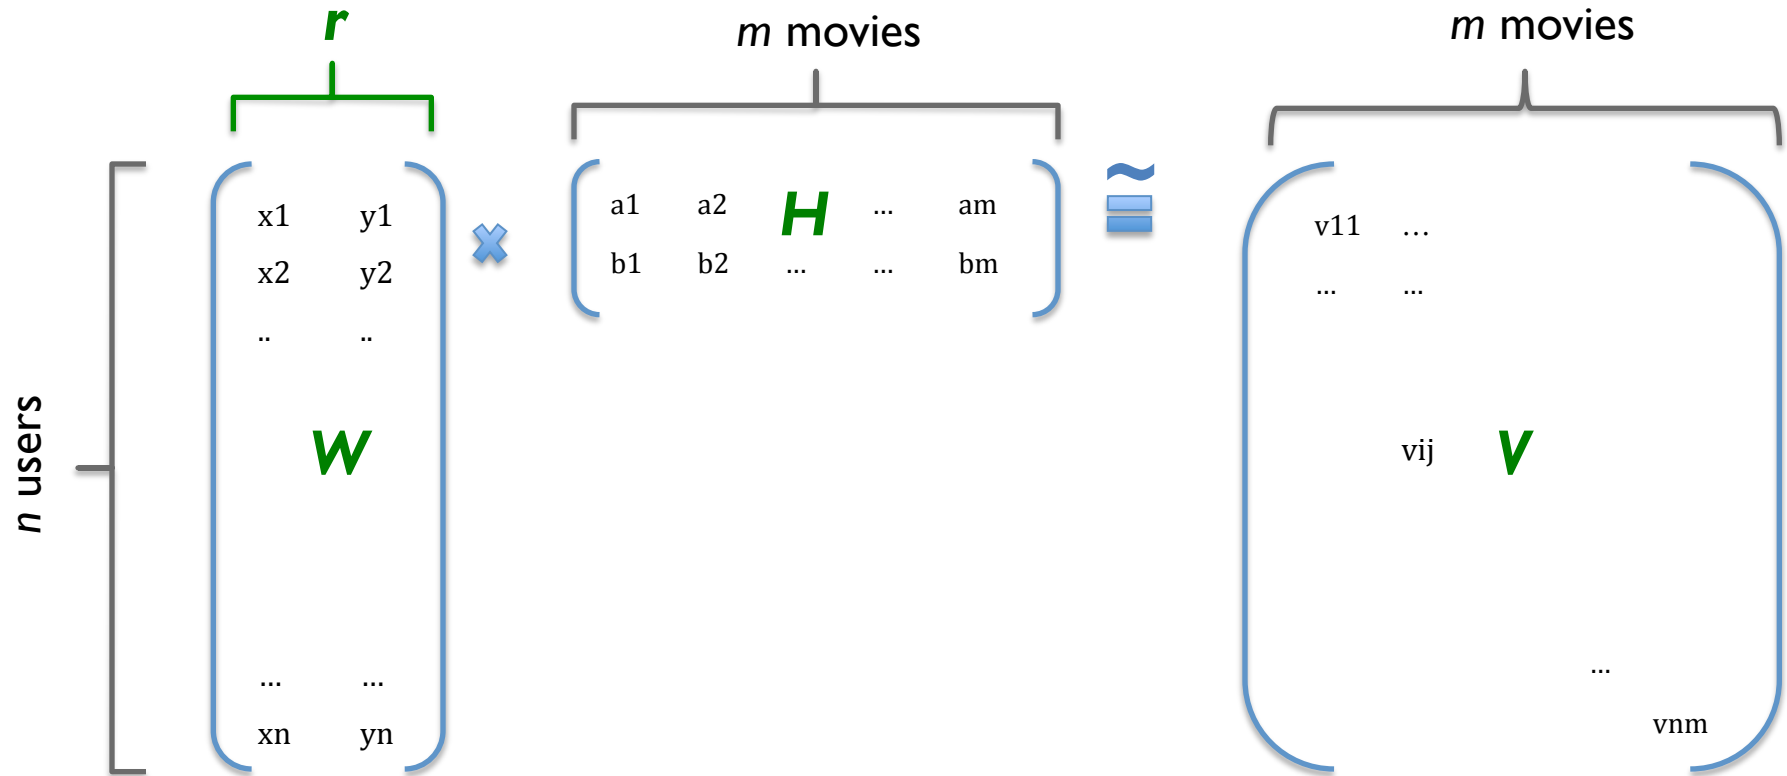 r
m movies
m movies
n users
x1 y1
x2 y2
.. ..
W
... ...
xn yn
a1 a2 H ... am
b1 b2 ... ... bm
≅
v11 ...
... ...
vij V
...
vnm